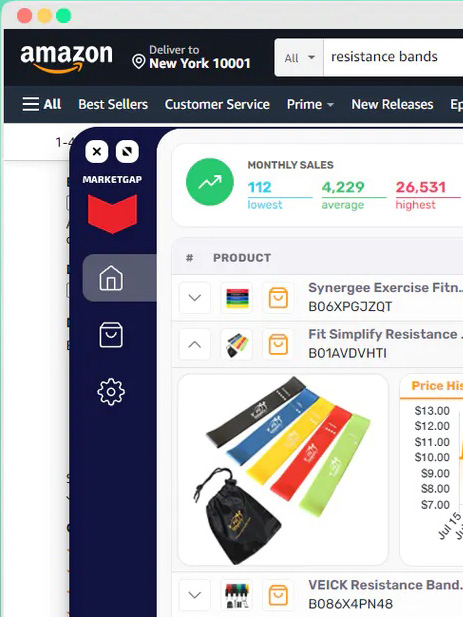 amazon
Deliver to
New York 10001
All
resistance bands
All
Best Sellers
Customer Service
Prime
New Releases
1-4
MARKETGAP
MONTHLY SALES
112
4,229
26,531
lowest
average
highest
#
PRODUCT
Synergee Exercise Fitn..
B06XPGJZQT
Fit Simplify Resistance .
B01AVDVHTI
Price His
$13.00
$12.00
$11.00
$10.00
$9.00
$8.00
$7.00
Jul 15
VEICK Resistance Band.
B086X4PN48